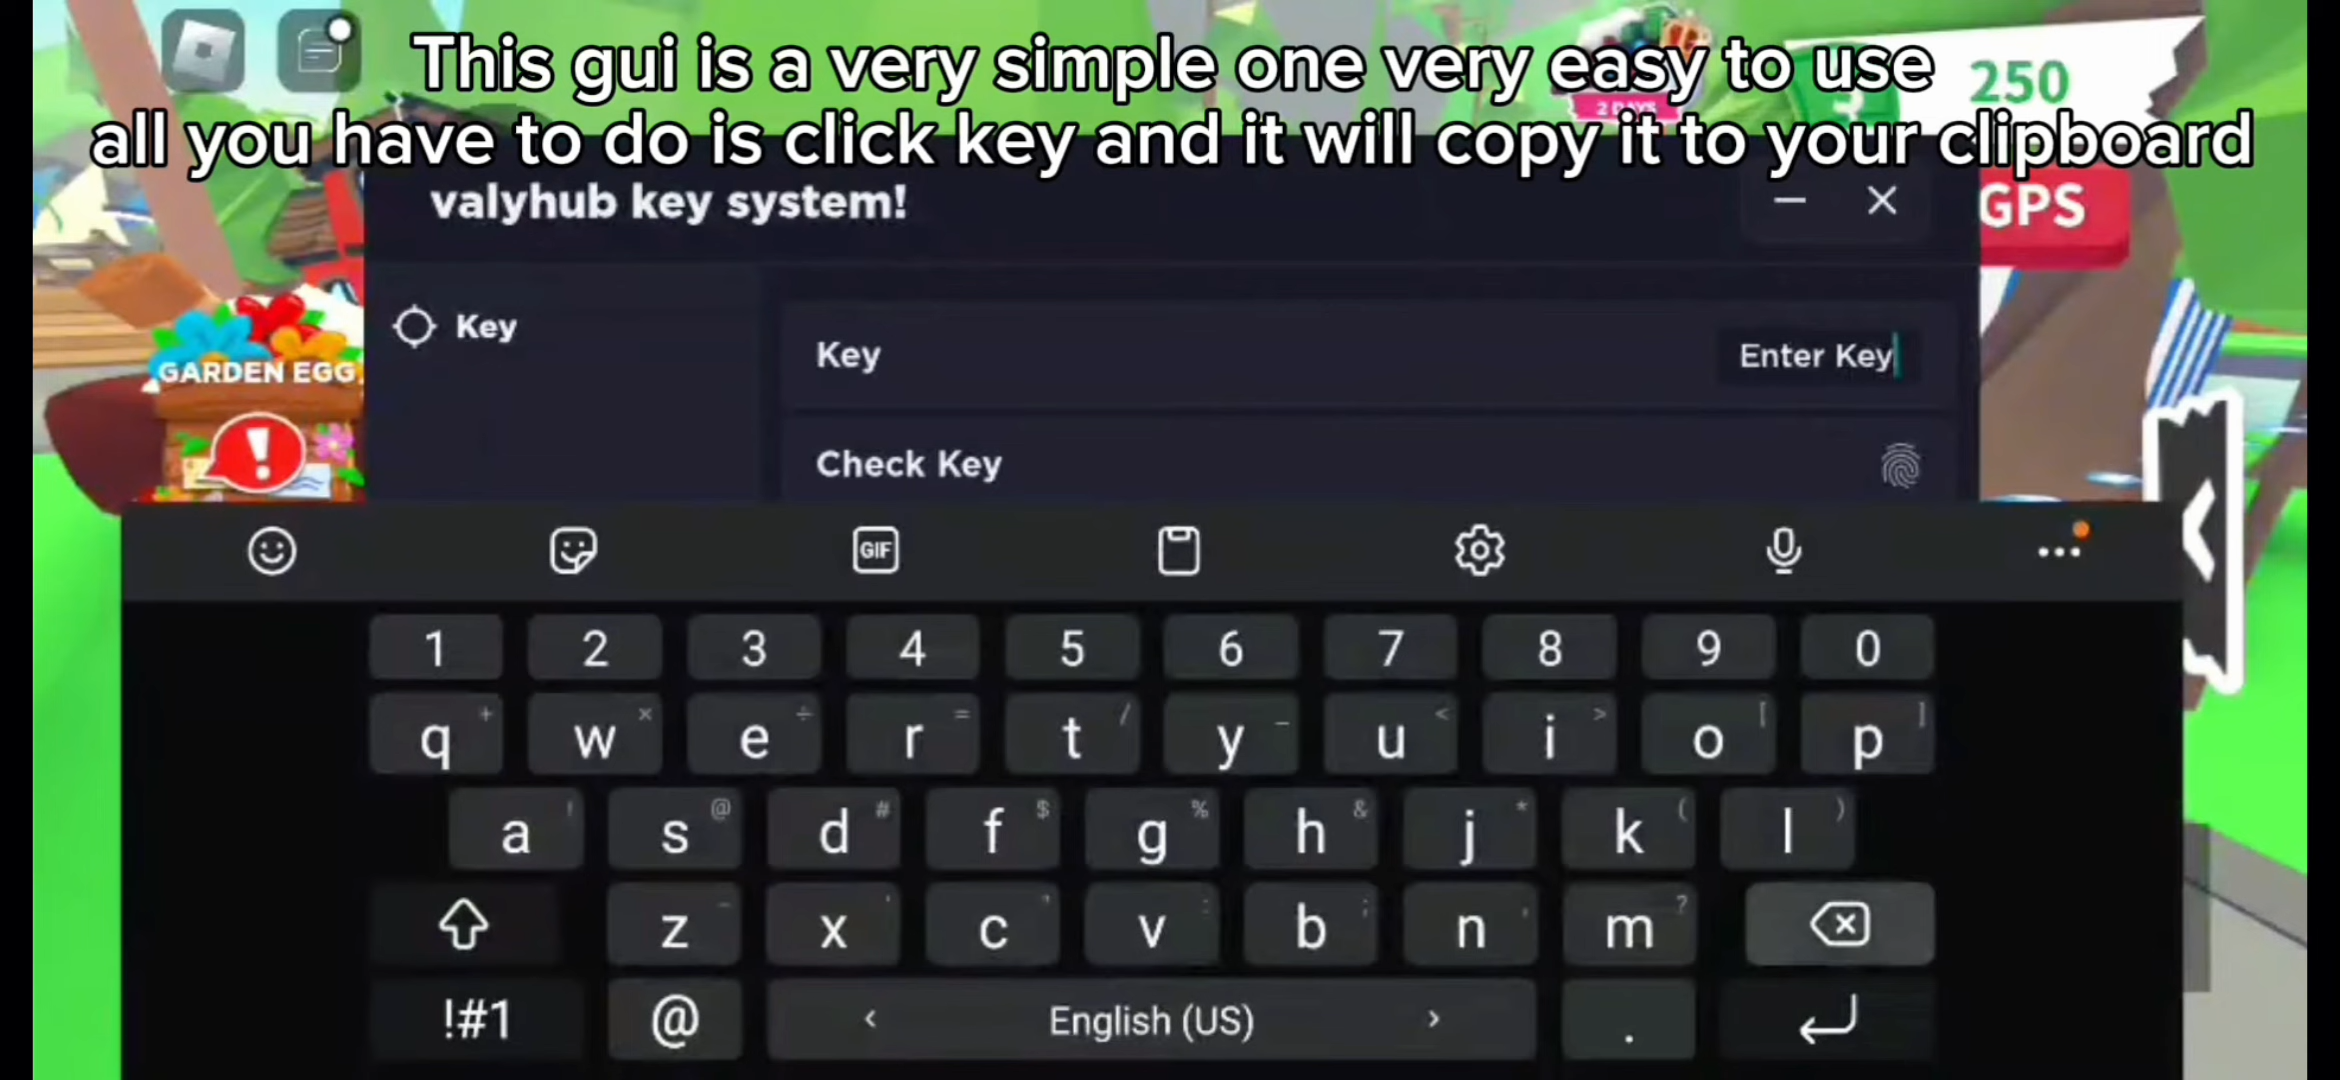 This gui is a very simple one very easy to use
all you have to do is click key and it will copy it to your clipboard
2 DAYS
250
valyhub key system!
GPS
Key
Key
Enter Key
GARDEN EGG
!
Check Key
GIF
1 2 3 4 5 6 7 8 9 0
+ × ÷ = / _ < > [ ]
q w e r t y u i o p
! @ # $ % & * ( )
a s d f g h j k l
- ' " : ; , ?
z x c v b n m
!#1 @ < English (US) > .